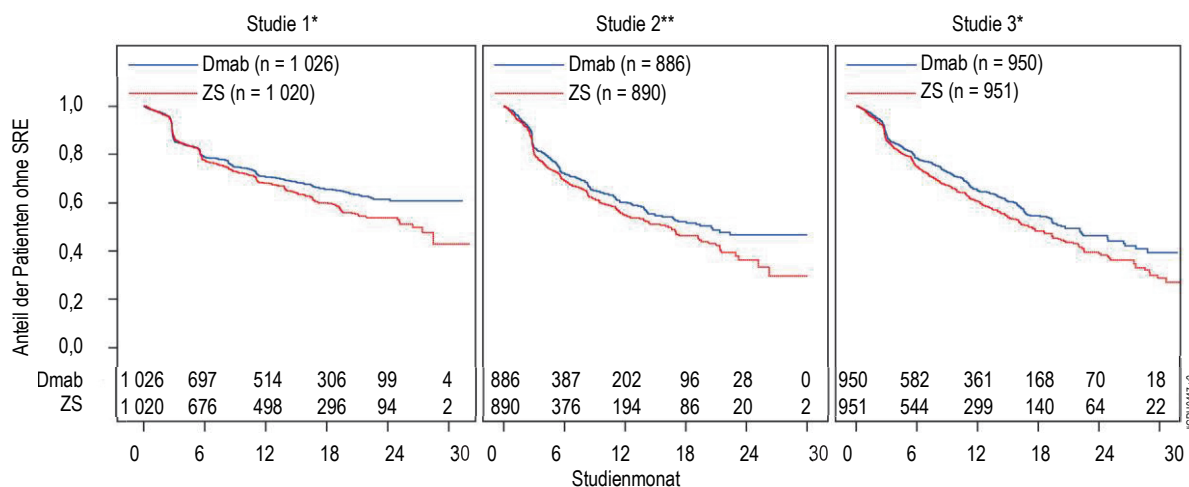 Studie 1* Studie 2** Studie 3*
Dmab (n = 1 026) Dmab (n = 886) Dmab (n = 950)
ZS (n = 1 020) ZS (n = 890) ZS (n = 951)
Anteil der Patienten ohne SRE
1,0
0,8
0,6
0,4
0,2
0,0
Dmab 1 026 697 514 306 99 4 886 387 202 96 28 0 950 582 361 168 70 18
ZS 1 020 676 498 296 94 2 890 376 194 86 20 2 951 544 299 140 64 22
0 6 12 18 24 30 0 6 12 18 24 30 0 6 12 18 24 30
Studienmonat